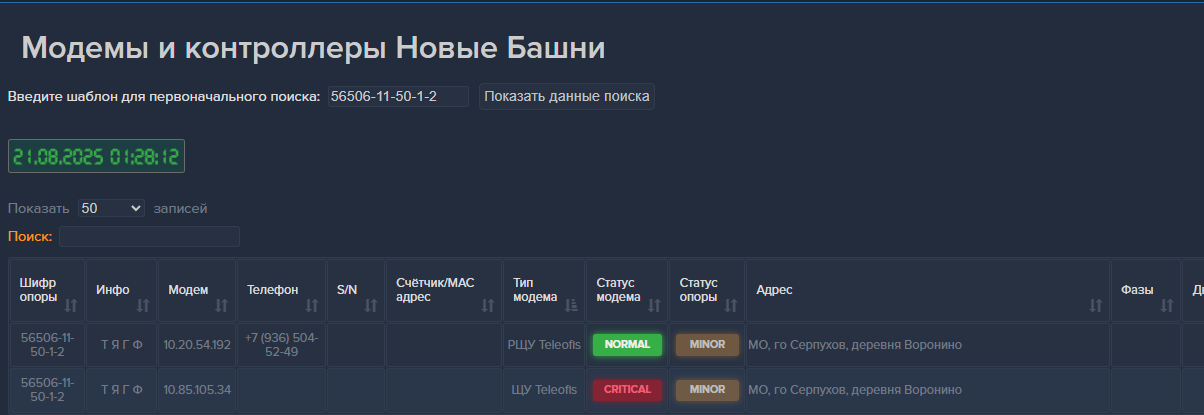 Модемы и контроллеры Новые Башни
Введите шаблон для первоначального поиска: 56506-11-50-1-2 Показать данные поиска
21.08.2025 01:28:12
Показать 50 записей
Поиск:
Шифр опоры Инфо Модем Телефон S/N Счётчик/MAC адрес Тип модема Статус модема Статус опоры Адрес Фазы
56506-11-50-1-2 Т Я Г Ф 10.20.54.192 +7 (936) 504-52-49 РЩУ Teleofis NORMAL MINOR МО, го Серпухов, деревня Воронино
56506-11-50-1-2 Т Я Г Ф 10.85.105.34 ЩУ Teleofis CRITICAL MINOR МО, го Серпухов, деревня Воронино